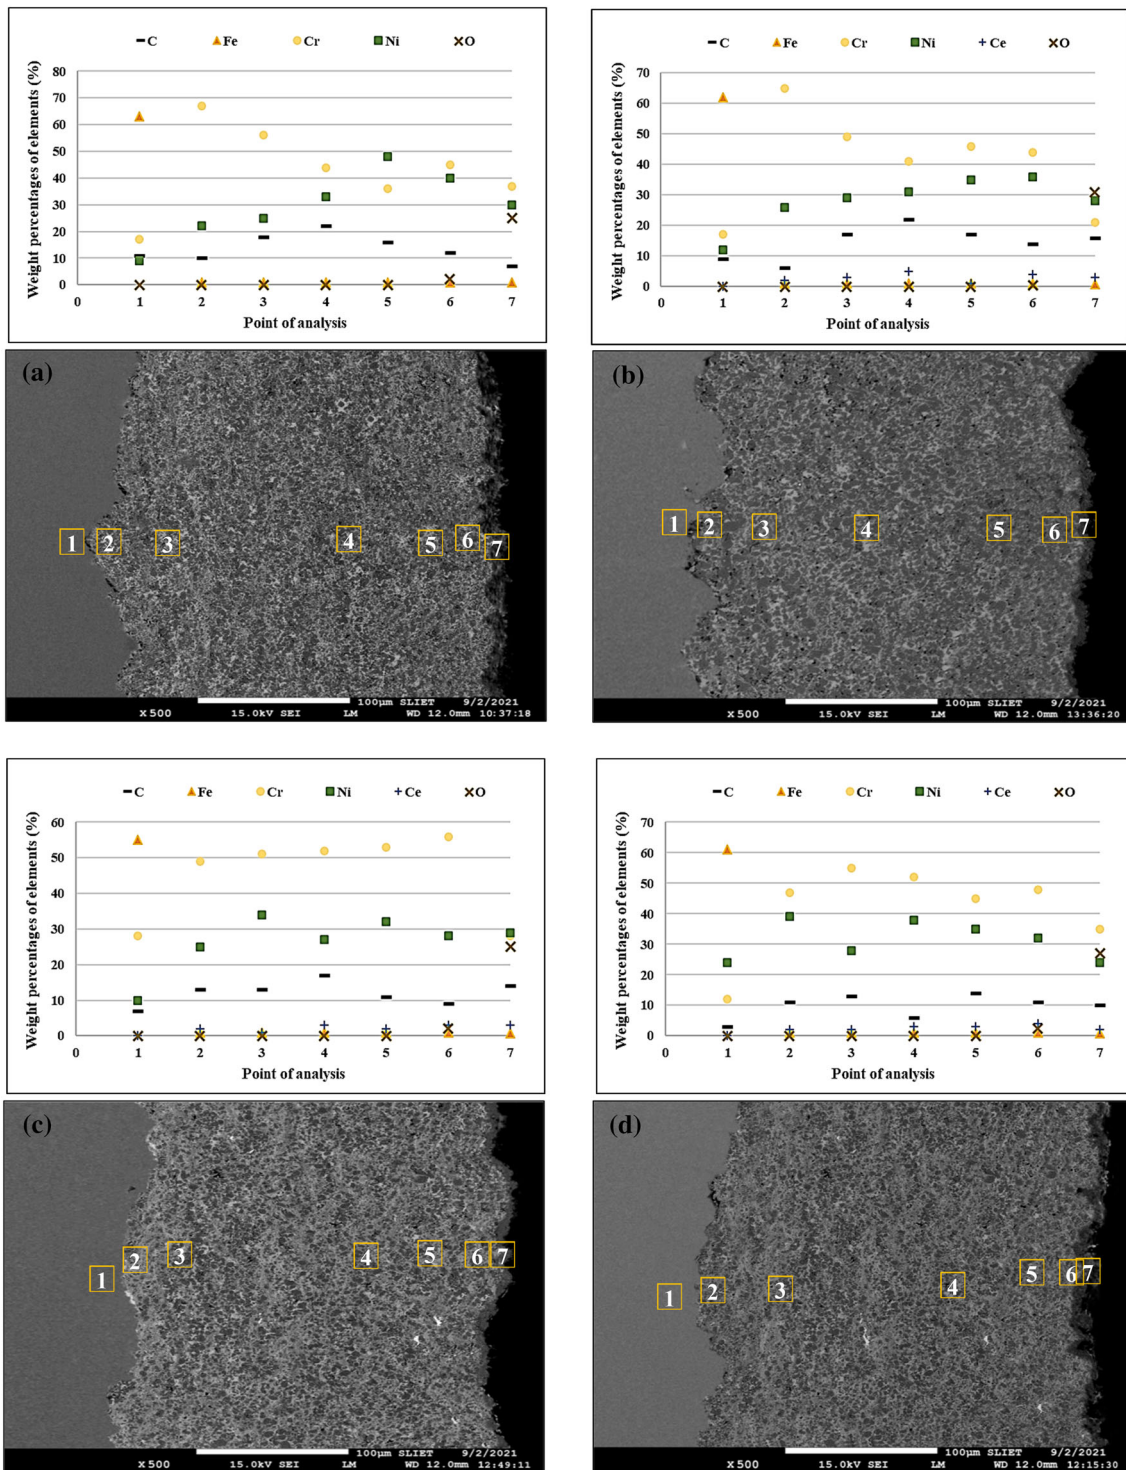 C Fe Cr Ni O
Weight percentages of elements (%)
80
70
60
50
40
30
20
10
0
0 1 2 3 4 5 6 7
Point of analysis
C Fe Cr Ni Ce O
Weight percentages of elements (%)
70
60
50
40
30
20
10
0
0 1 2 3 4 5 6 7
Point of analysis
(a)
1 2 3 4 5 6 7
100µm SLIET 9/2/2021
X 500 15.0kV SEI LM WD 12.0mm 10:37:18
(b)
1 2 3 4 5 6 7
100µm SLIET 9/2/2021
X 500 15.0kV SEI LM WD 12.0mm 13:36:20
C Fe Cr Ni Ce O
Weight percentages of elements (%)
60
50
40
30
20
10
0
0 1 2 3 4 5 6 7
Point of analysis
C Fe Cr Ni Ce O
Weight percentages of elements (%)
70
60
50
40
30
20
10
0
0 1 2 3 4 5 6 7
Point of analysis
(c)
1 2 3 4 5 6 7
100µm SLIET 9/2/2021
X 500 15.0kV SEI LM WD 12.0mm 12:49:11
(d)
1 2 3 4 5 6 7
100µm SLIET 9/2/2021
X 500 15.0kV SEI LM WD 12.0mm 12:15:30